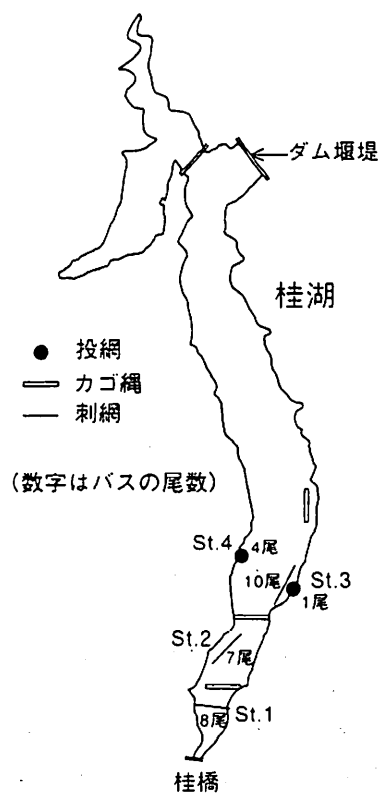 ダム堰堤
桂湖
投網
カゴ縄
刺網
(数字はバスの尾数)
St.4
4尾
10尾
St.3
1尾
St.2
7尾
St.1
8尾
桂橋